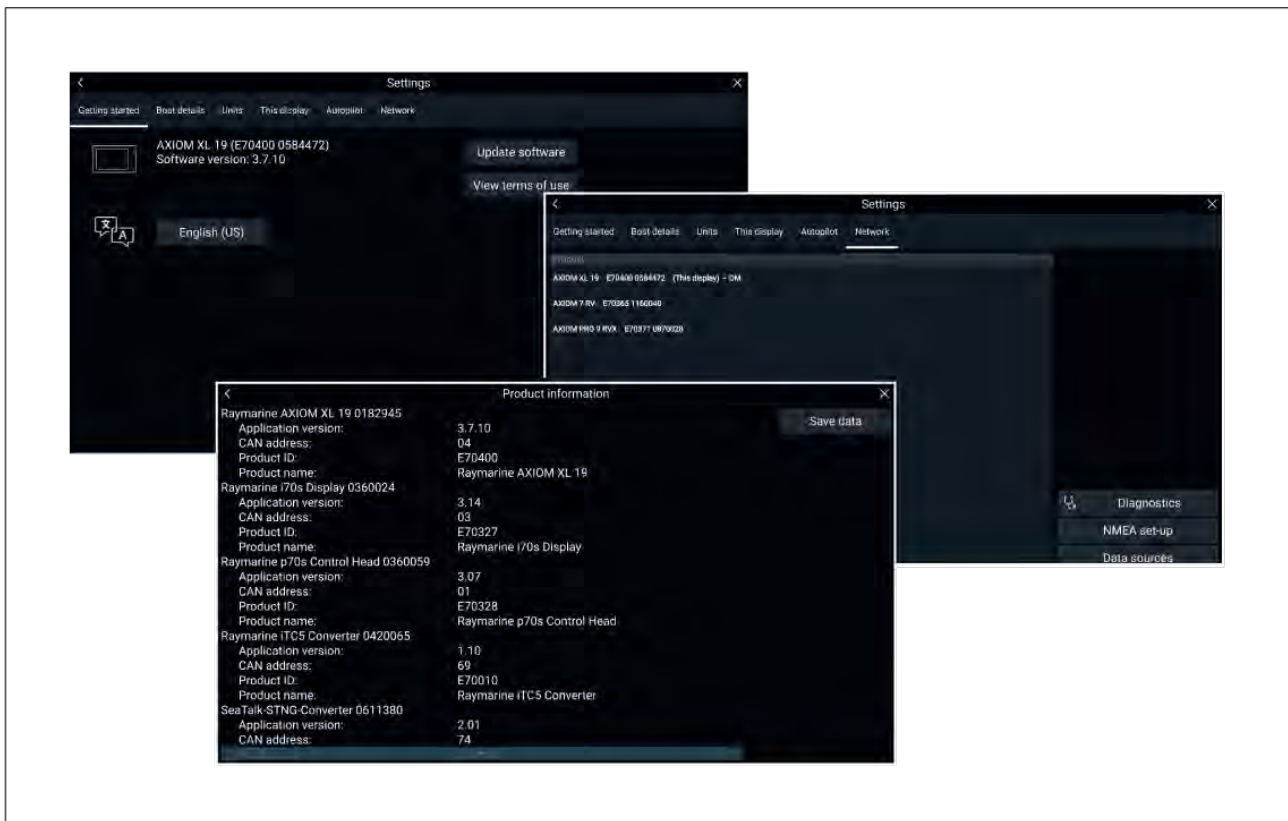 Settings
Getting started Boat details Units This display Autopilot Network
AXIOM XL 19 (E70400 0584472)
Software version: 3.7.10
Update software
View terms of use
English (US)
Settings
Getting started Boat details Units This display Autopilot Network
AXIOM XL 19 E70400 0584472 (This display) – DM
AXIOM 7 RV E70365 1160040
AXIOM PRO 9 RVX E70371 0970028
Diagnostics
NMEA set-up
Data sources
Product information
Save data
Raymarine AXIOM XL 19 0182945
Application version: 3.7.10
CAN address: 04
Product ID: E70400
Product name: Raymarine AXIOM XL 19
Raymarine i70s Display 0360024
Application version: 3.14
CAN address: 03
Product ID: E70327
Product name: Raymarine i70s Display
Raymarine p70s Control Head 0360059
Application version: 3.07
CAN address: 01
Product ID: E70328
Product name: Raymarine p70s Control Head
Raymarine iTC5 Converter 0420065
Application version: 1.10
CAN address: 69
Product ID: E70010
Product name: Raymarine iTC5 Converter
SeaTalk-STNG-Converter 0611380
Application version: 2.01
CAN address: 74